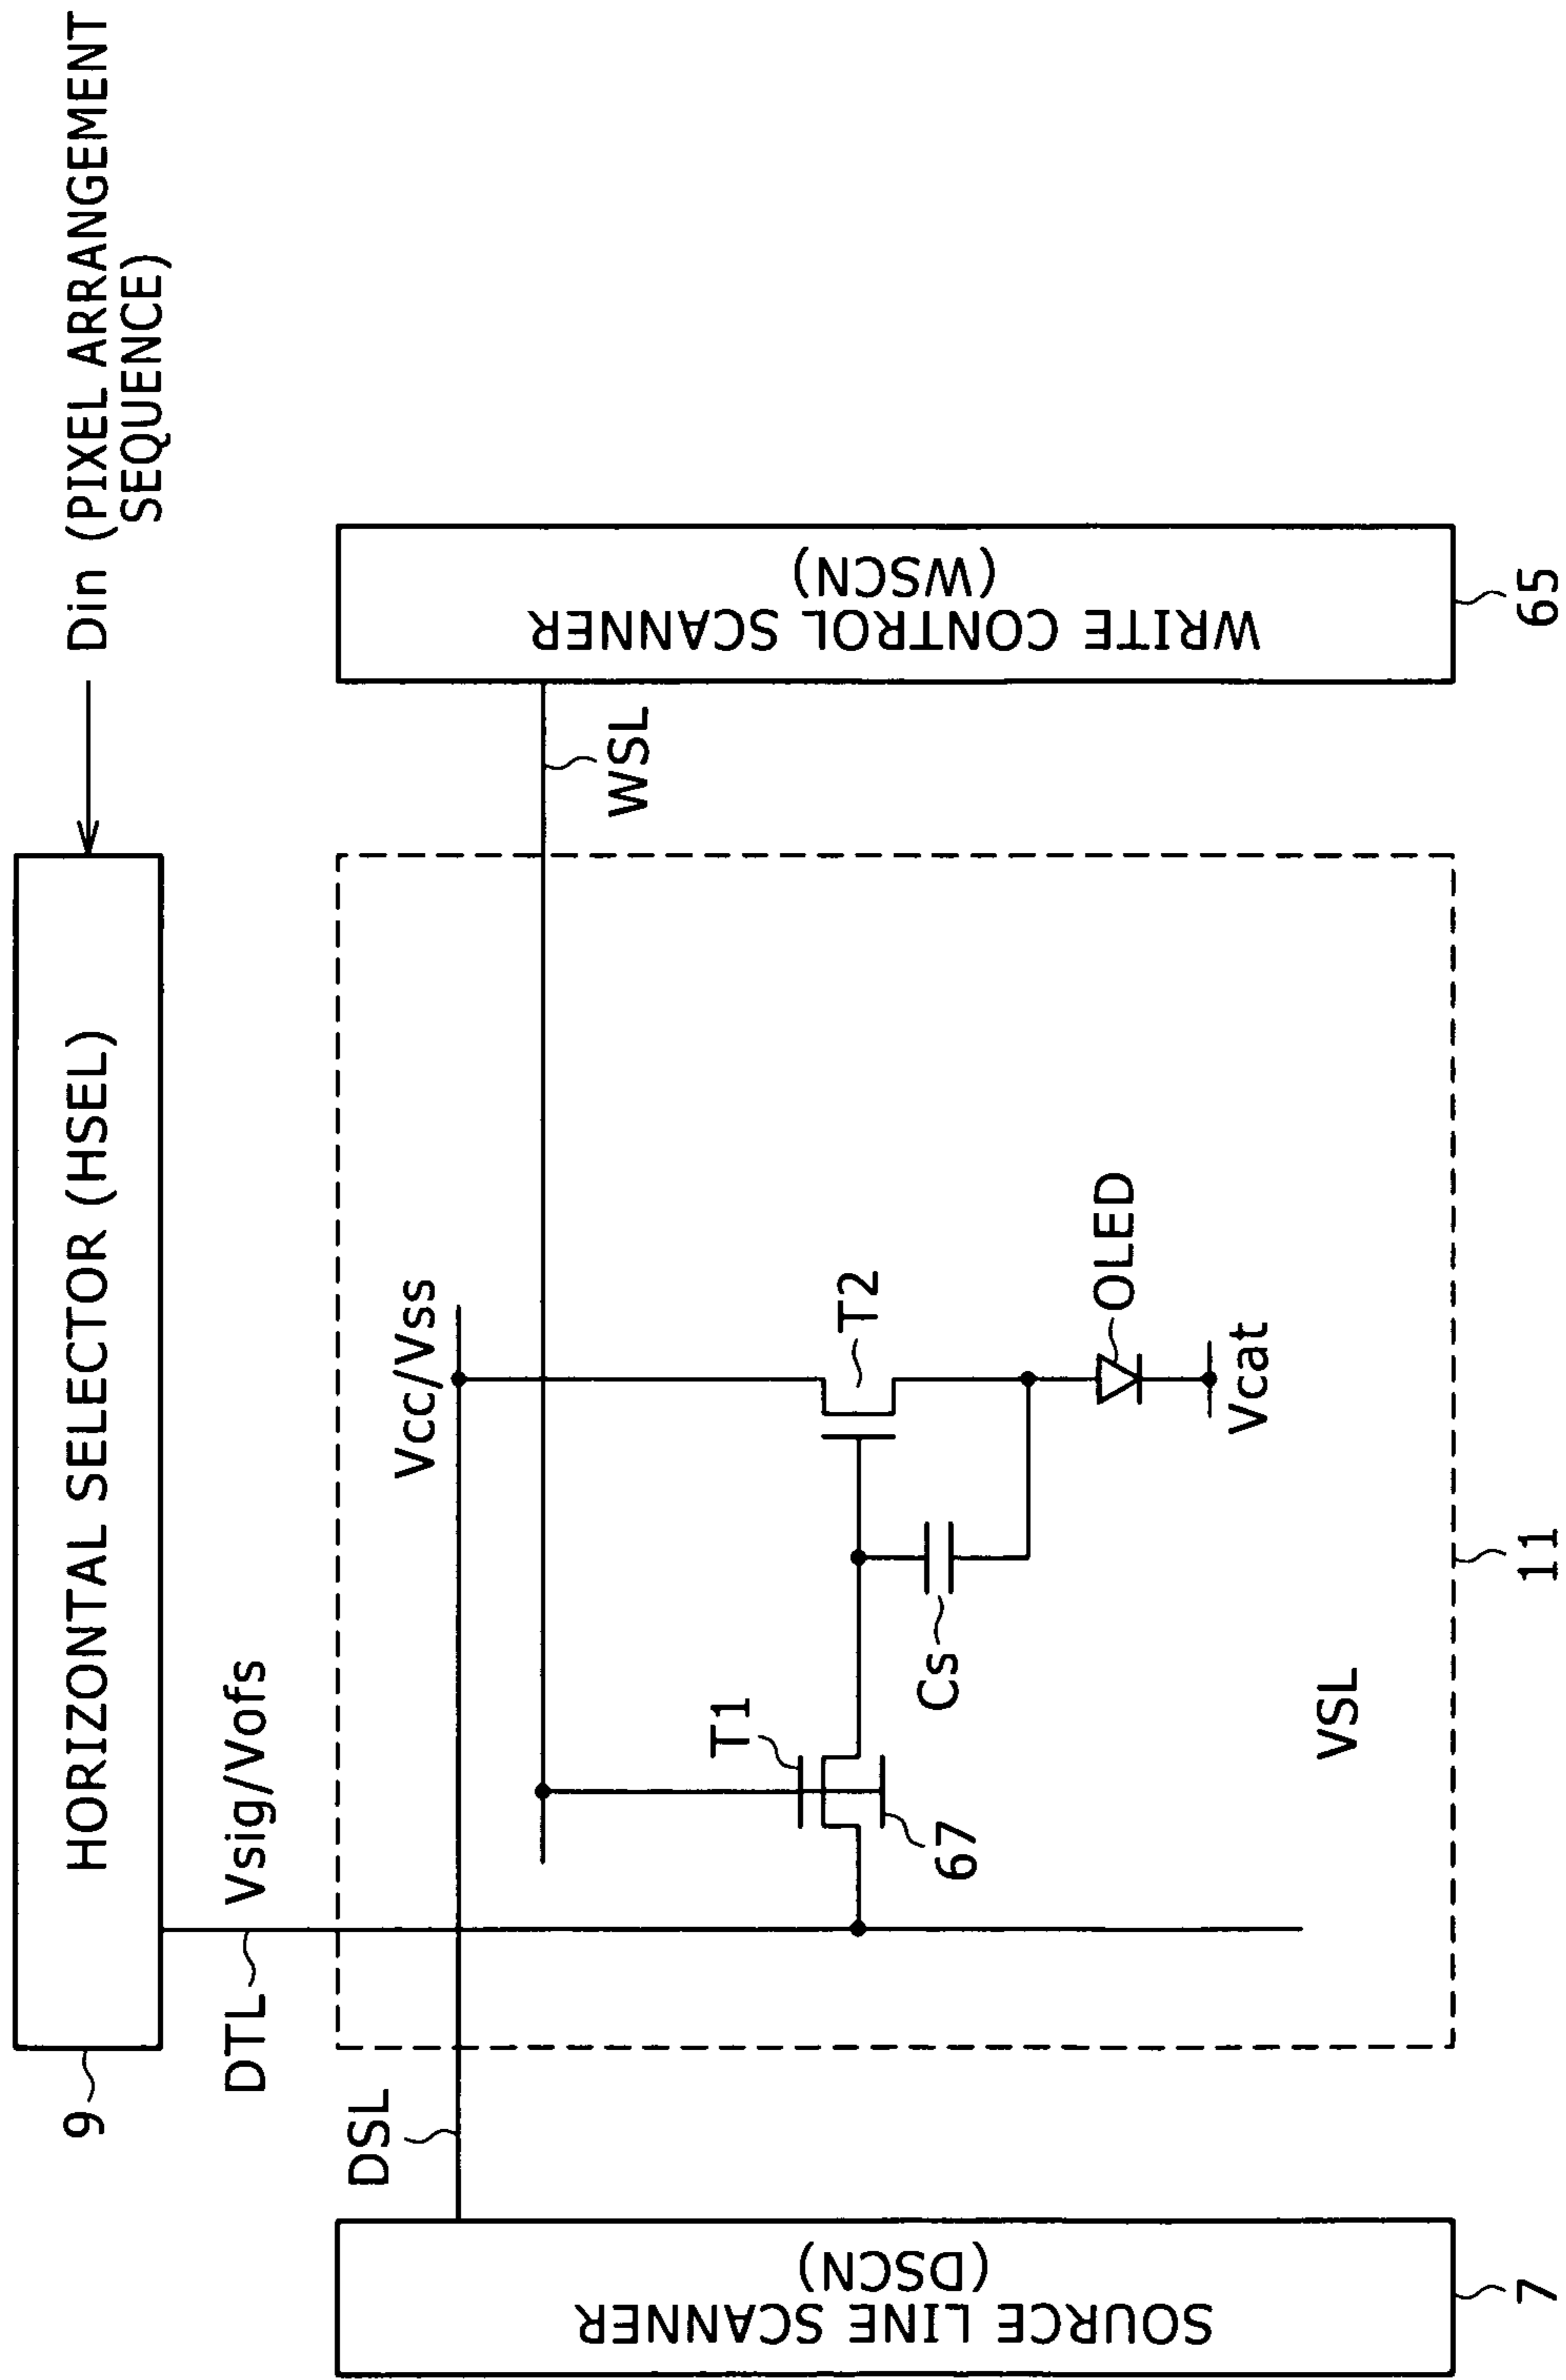 Din (PIXEL ARRANGEMENT
SEQUENCE)
9
HORIZONTAL SELECTOR (HSEL)
DTL
Vsig/Vofs
DSL
Vcc/Vss
WSL
SOURCE LINE SCANNER
(DSCN)
WRITE CONTROL SCANNER
(WSCN)
T1
T2
67
Cs
OLED
Vcat
VSL
7
11
65